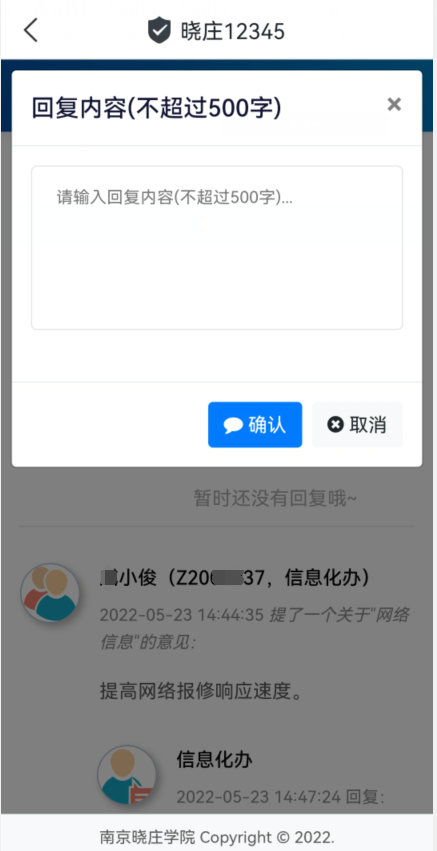 晓庄12345
回复内容(不超过500字)
×
请输入回复内容(不超过500字)...
确认
取消
暂时还没有回复哦~
小俊（Z20037，信息化办）
2022-05-23 14:44:35 提了一个关于"网络
信息"的意见：
提高网络报修响应速度。
信息化办
2022-05-23 14:47:24 回复：
南京晓庄学院 Copyright © 2022.